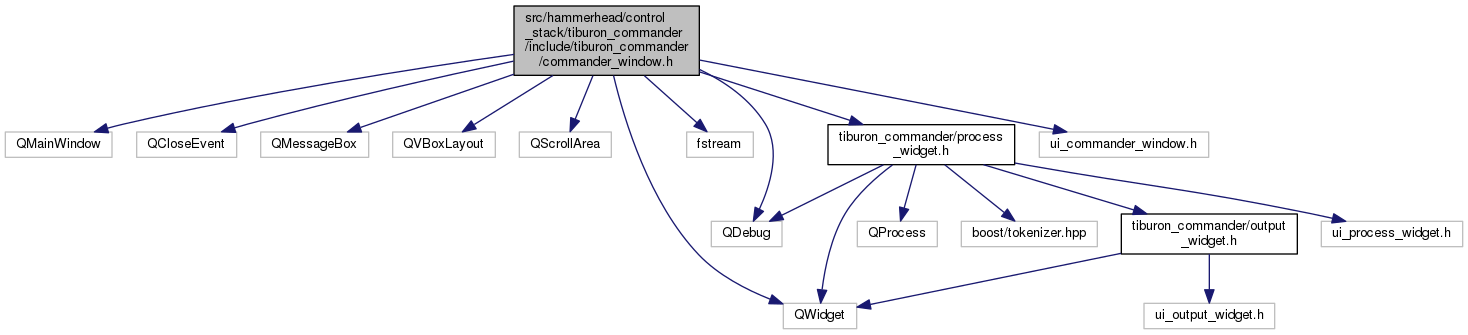 src/hammerhead/control
_stack/tiburon_commander
/include/tiburon_commander
/commander_window.h
QMainWindow
QCloseEvent
QMessageBox
QVBoxLayout
QScrollArea
fstream
tiburon_commander/process
_widget.h
ui_commander_window.h
QDebug
QProcess
boost/tokenizer.hpp
tiburon_commander/output
_widget.h
ui_process_widget.h
QWidget
ui_output_widget.h